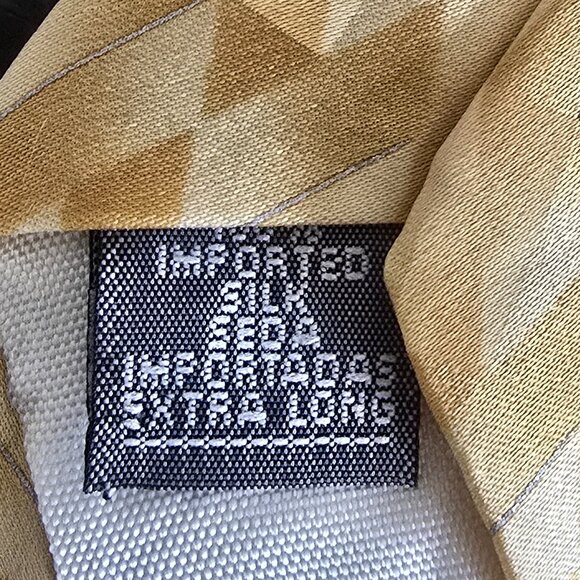 IMPORTED
SILK
SEDA
IMPORTADAS
EXTRA LONG